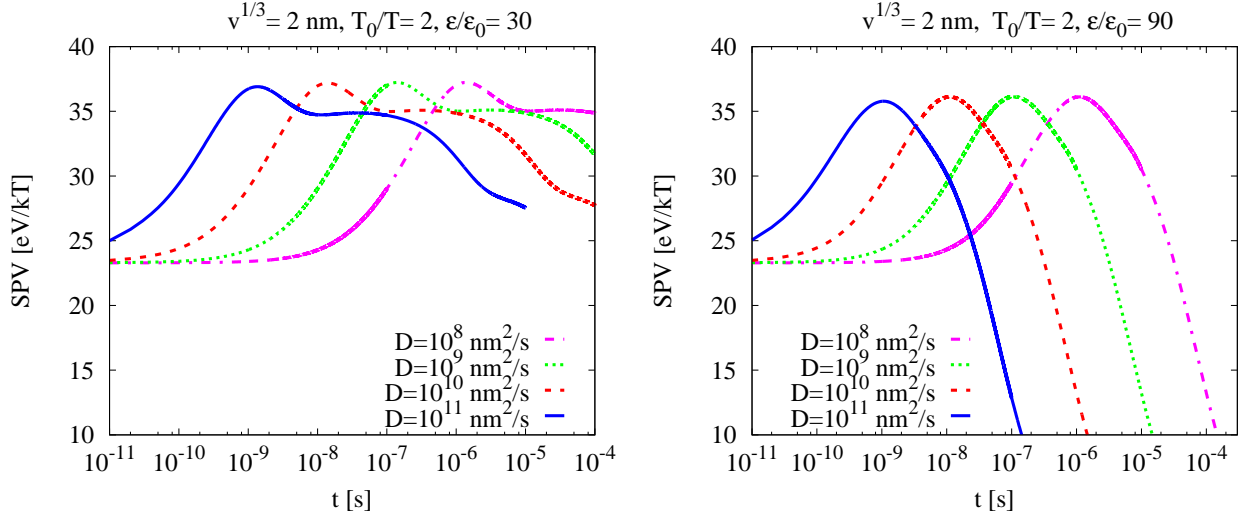 v^{1/3}= 2 nm, T_0/T= 2, ε/ε_0= 30
SPV [eV/kT]
40
35
30
25
20
15
10
D=10^8 nm^2/s
D=10^9 nm^2/s
D=10^{10} nm^2/s
D=10^{11} nm^2/s
10^{-11} 10^{-10} 10^{-9} 10^{-8} 10^{-7} 10^{-6} 10^{-5} 10^{-4}
t [s]
v^{1/3}= 2 nm, T_0/T= 2, ε/ε_0= 90
SPV [eV/kT]
40
35
30
25
20
15
10
D=10^8 nm^2/s
D=10^9 nm^2/s
D=10^{10} nm^2/s
D=10^{11} nm^2/s
10^{-11} 10^{-10} 10^{-9} 10^{-8} 10^{-7} 10^{-6} 10^{-5} 10^{-4}
t [s]